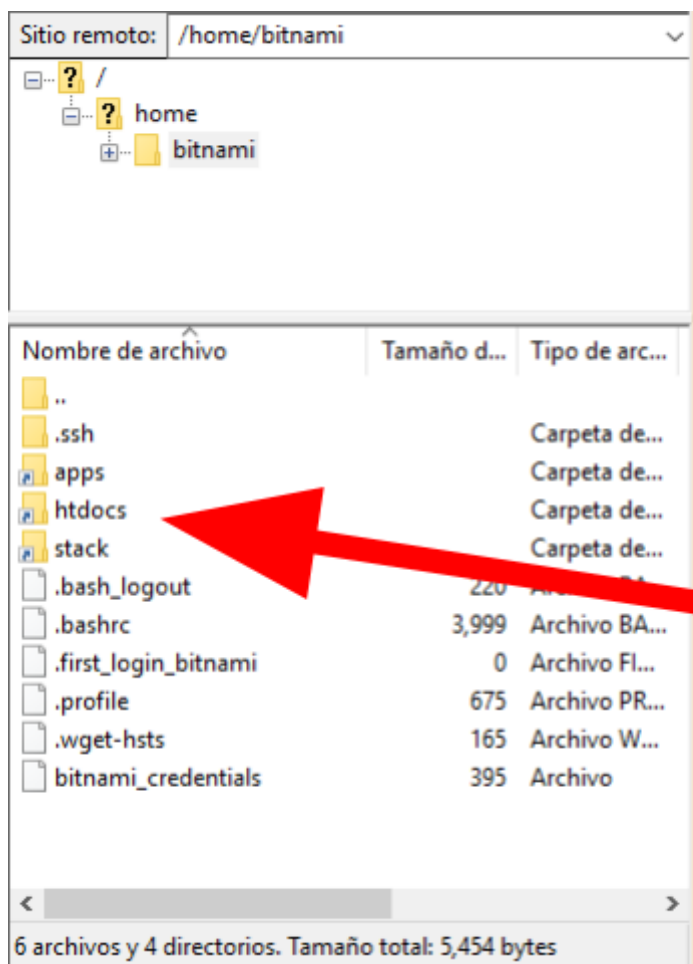 Sitio remoto: /home/bitnami
/
home
bitnami
Nombre de archivo Tamaño d... Tipo de arc...
..
.ssh Carpeta de...
apps Carpeta de...
htdocs Carpeta de...
stack Carpeta de...
.bash_logout 220
.bashrc 3,999 Archivo BA...
.first_login_bitnami 0 Archivo FI...
.profile 675 Archivo PR...
.wget-hsts 165 Archivo W...
bitnami_credentials 395 Archivo
6 archivos y 4 directorios. Tamaño total: 5,454 bytes